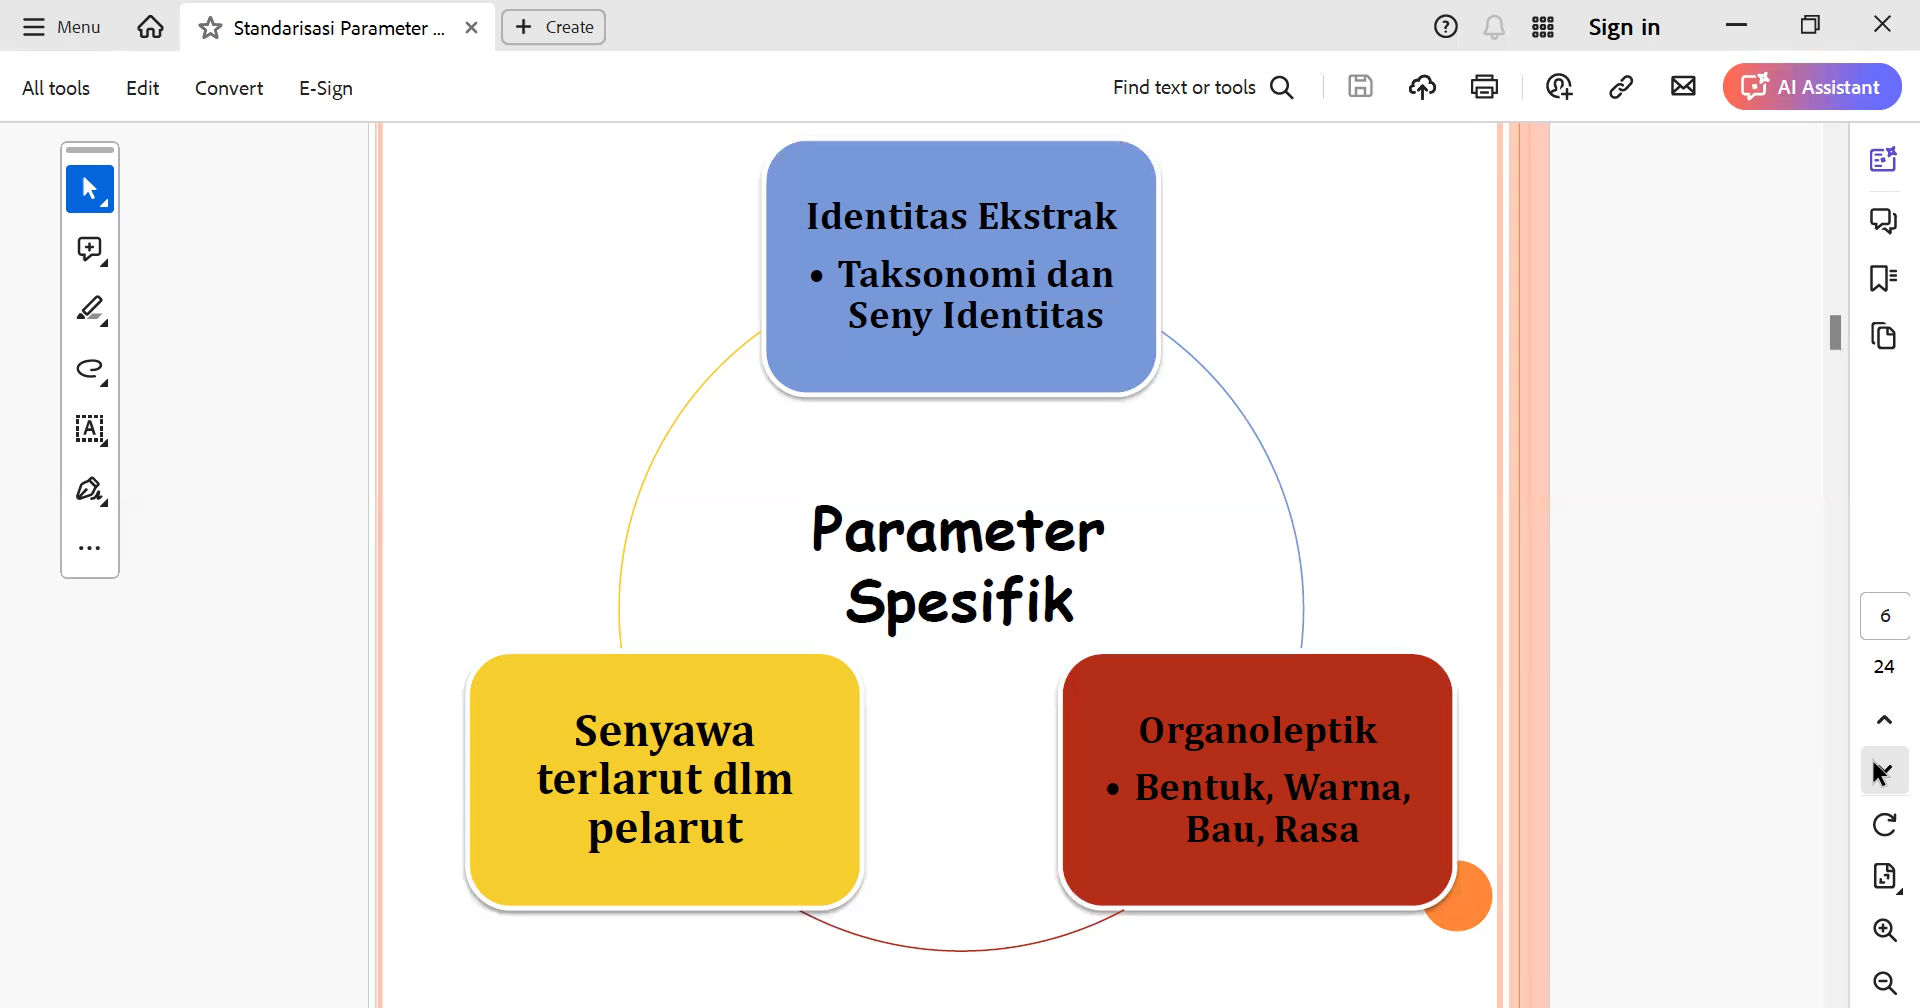 Menu
Standarisasi Parameter ...
Create
Sign in
All tools
Edit
Convert
E-Sign
Find text or tools
AI Assistant
Identitas Ekstrak
• Taksonomi dan
Seny Identitas
Parameter
Spesifik
Senyawa
terlarut dlm
pelarut
Organoleptik
• Bentuk, Warna,
Bau, Rasa
6
24